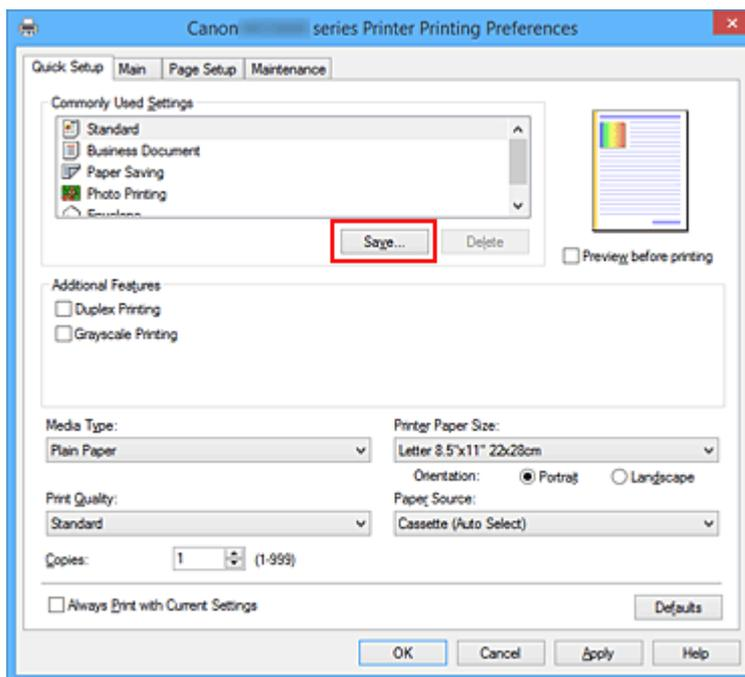 Canon series Printer Printing Preferences
Quick Setup Main Page Setup Maintenance
Commonly Used Settings
Standard
Business Document
Paper Saving
Photo Printing
Envelope
Save... Delete
Preview before printing
Additional Features
Duplex Printing
Grayscale Printing
Media Type:
Plain Paper
Printer Paper Size:
Letter 8.5"x11" 22x28cm
Orientation: Portrait Landscape
Print Quality:
Standard
Paper Source:
Cassette (Auto Select)
Copies: 1 (1-999)
Always Print with Current Settings
Defaults
OK Cancel Apply Help